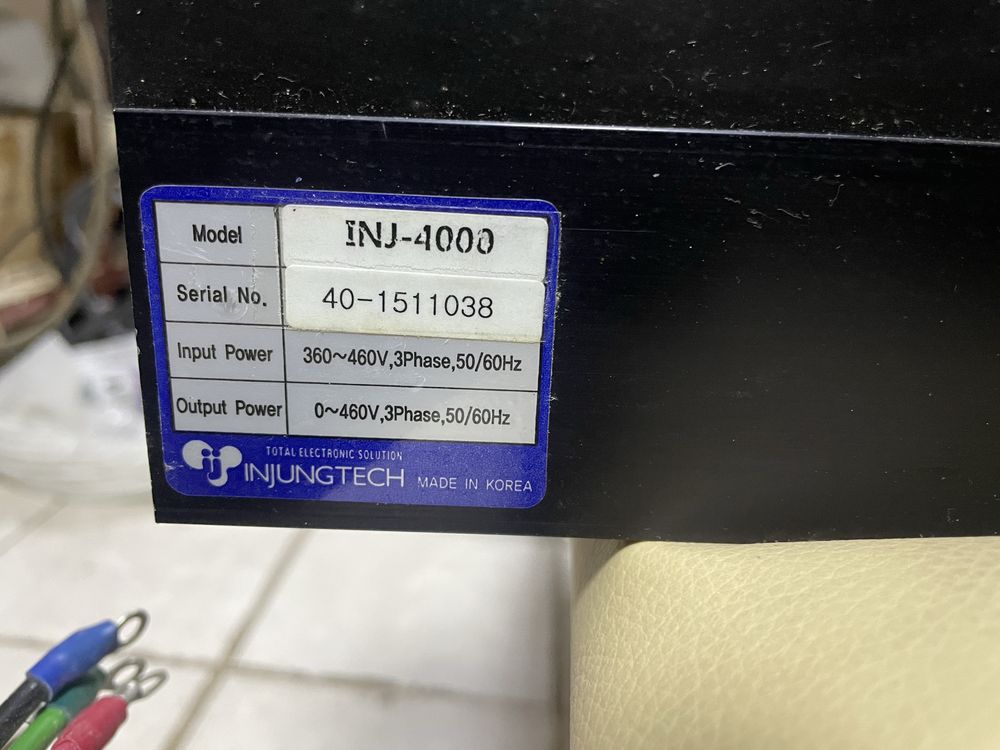 Model INJ-4000
Serial No. 40-1511038
Input Power 360~460V,3Phase,50/60Hz
Output Power 0~460V,3Phase,50/60Hz
TOTAL ELECTRONIC SOLUTION
ij INJUNGTECH MADE IN KOREA